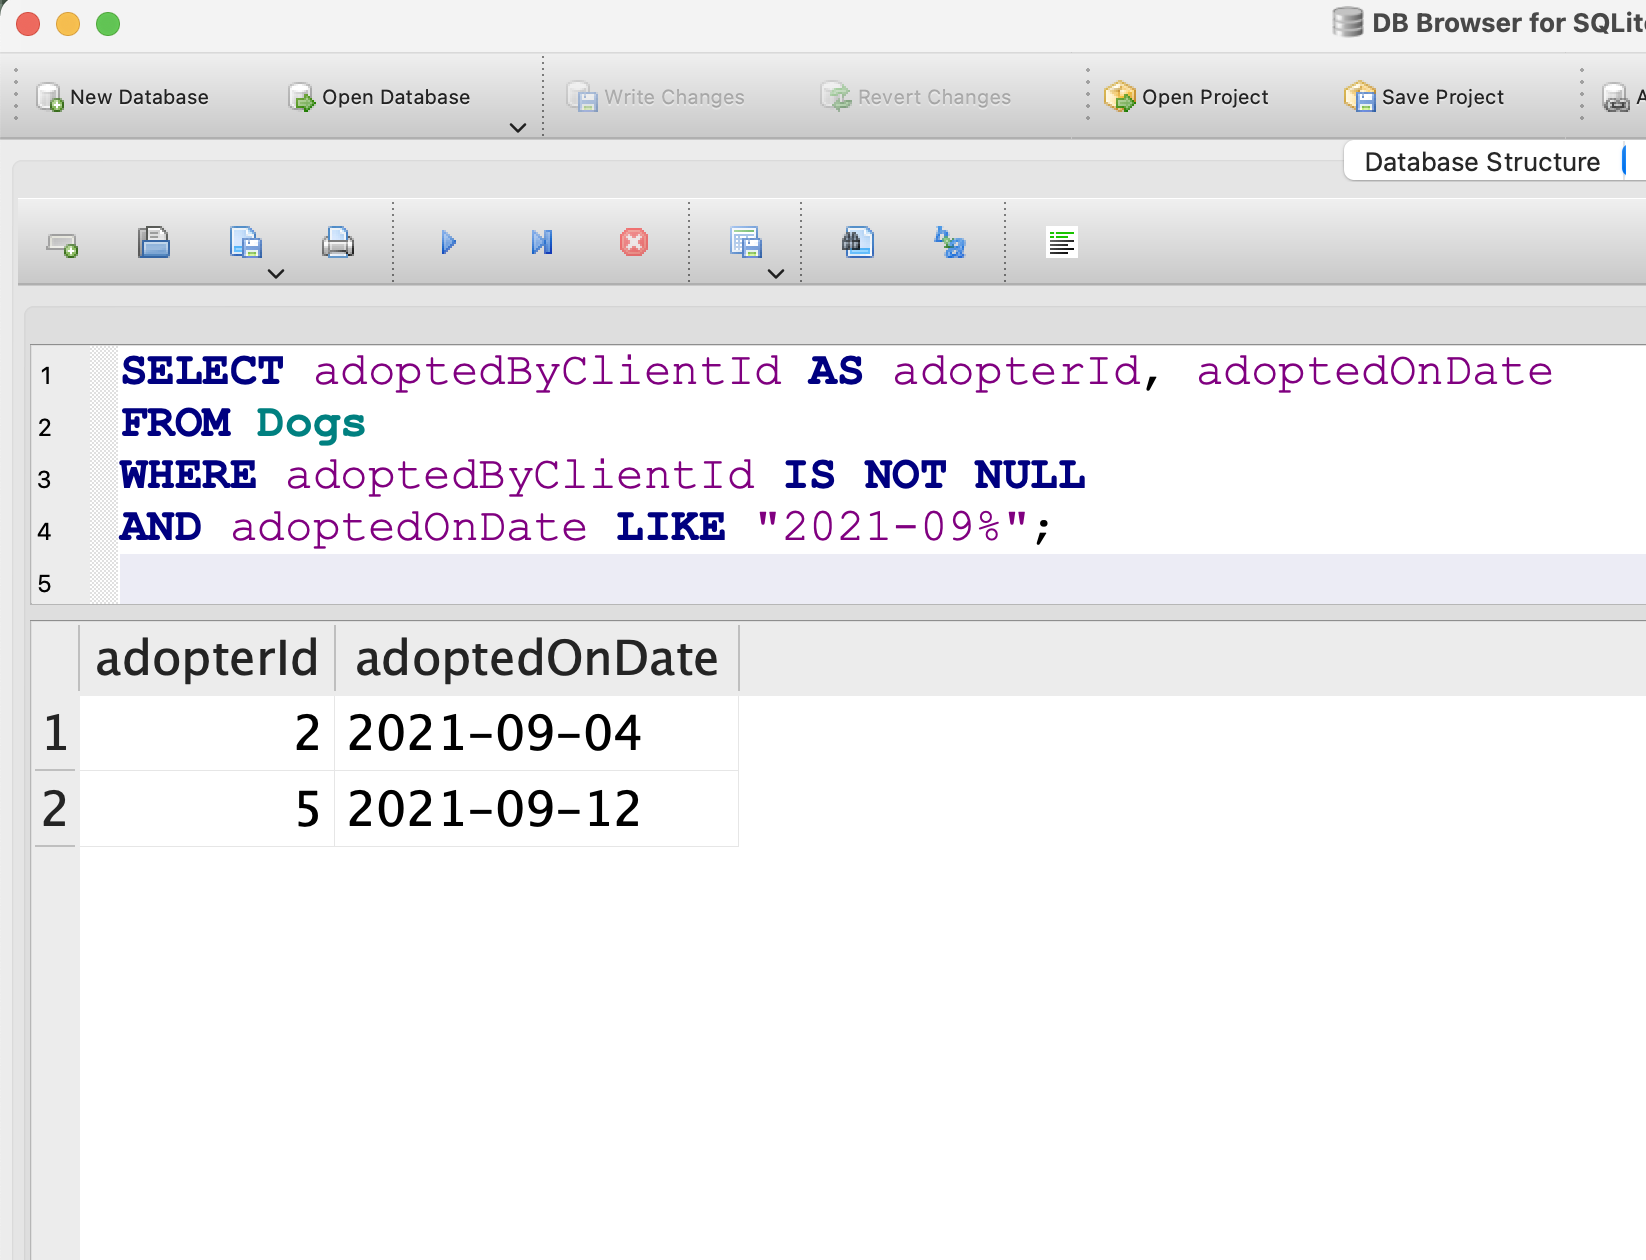 DB Browser for SQLit
New Database Open Database Write Changes Revert Changes Open Project Save Project
Database Structure
1 SELECT adoptedByClientId AS adopterId, adoptedOnDate
2 FROM Dogs
3 WHERE adoptedByClientId IS NOT NULL
4 AND adoptedOnDate LIKE "2021-09%";
5
adopterId adoptedOnDate
1 2 2021-09-04
2 5 2021-09-12